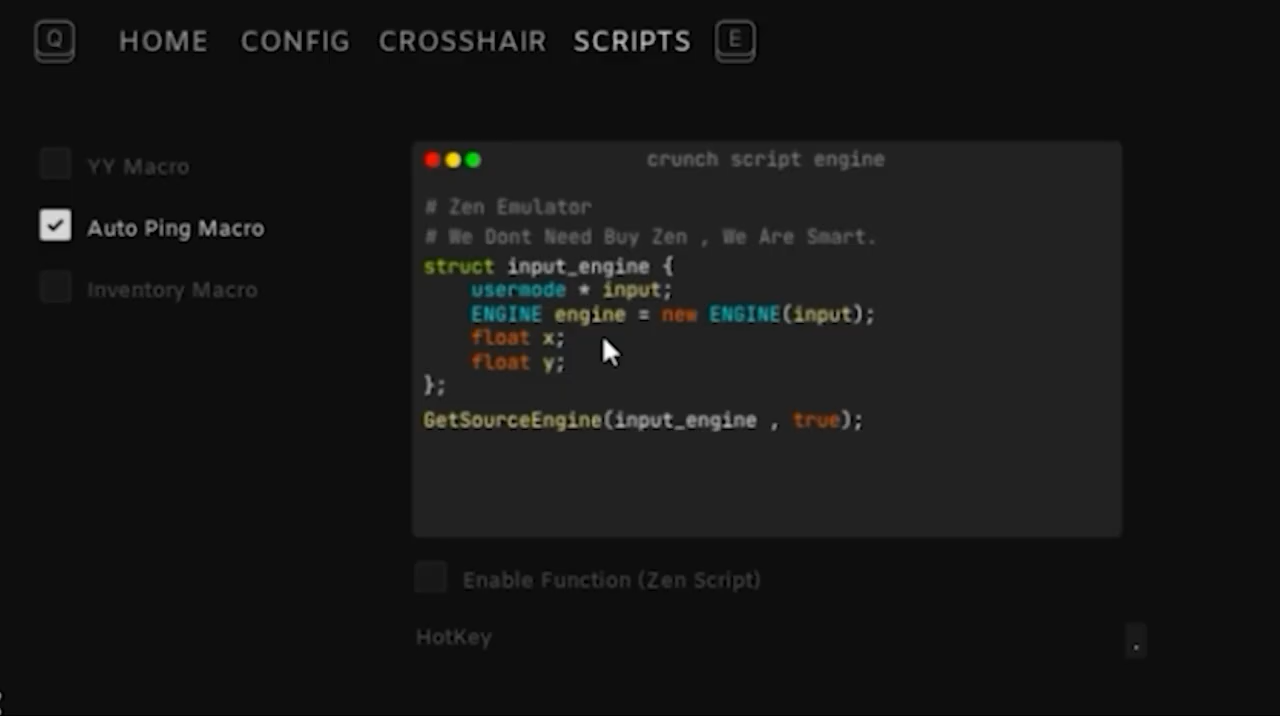 Q HOME CONFIG CROSSHAIR SCRIPTS E
YY Macro
Auto Ping Macro
Inventory Macro
crunch script engine
# Zen Emulator
# We Dont Need Buy Zen , We Are Smart.
struct input_engine {
usermode * input;
ENGINE engine = new ENGINE(input);
float x;
float y;
};
GetSourceEngine(input_engine , true);
Enable Function (Zen Script)
HotKey .